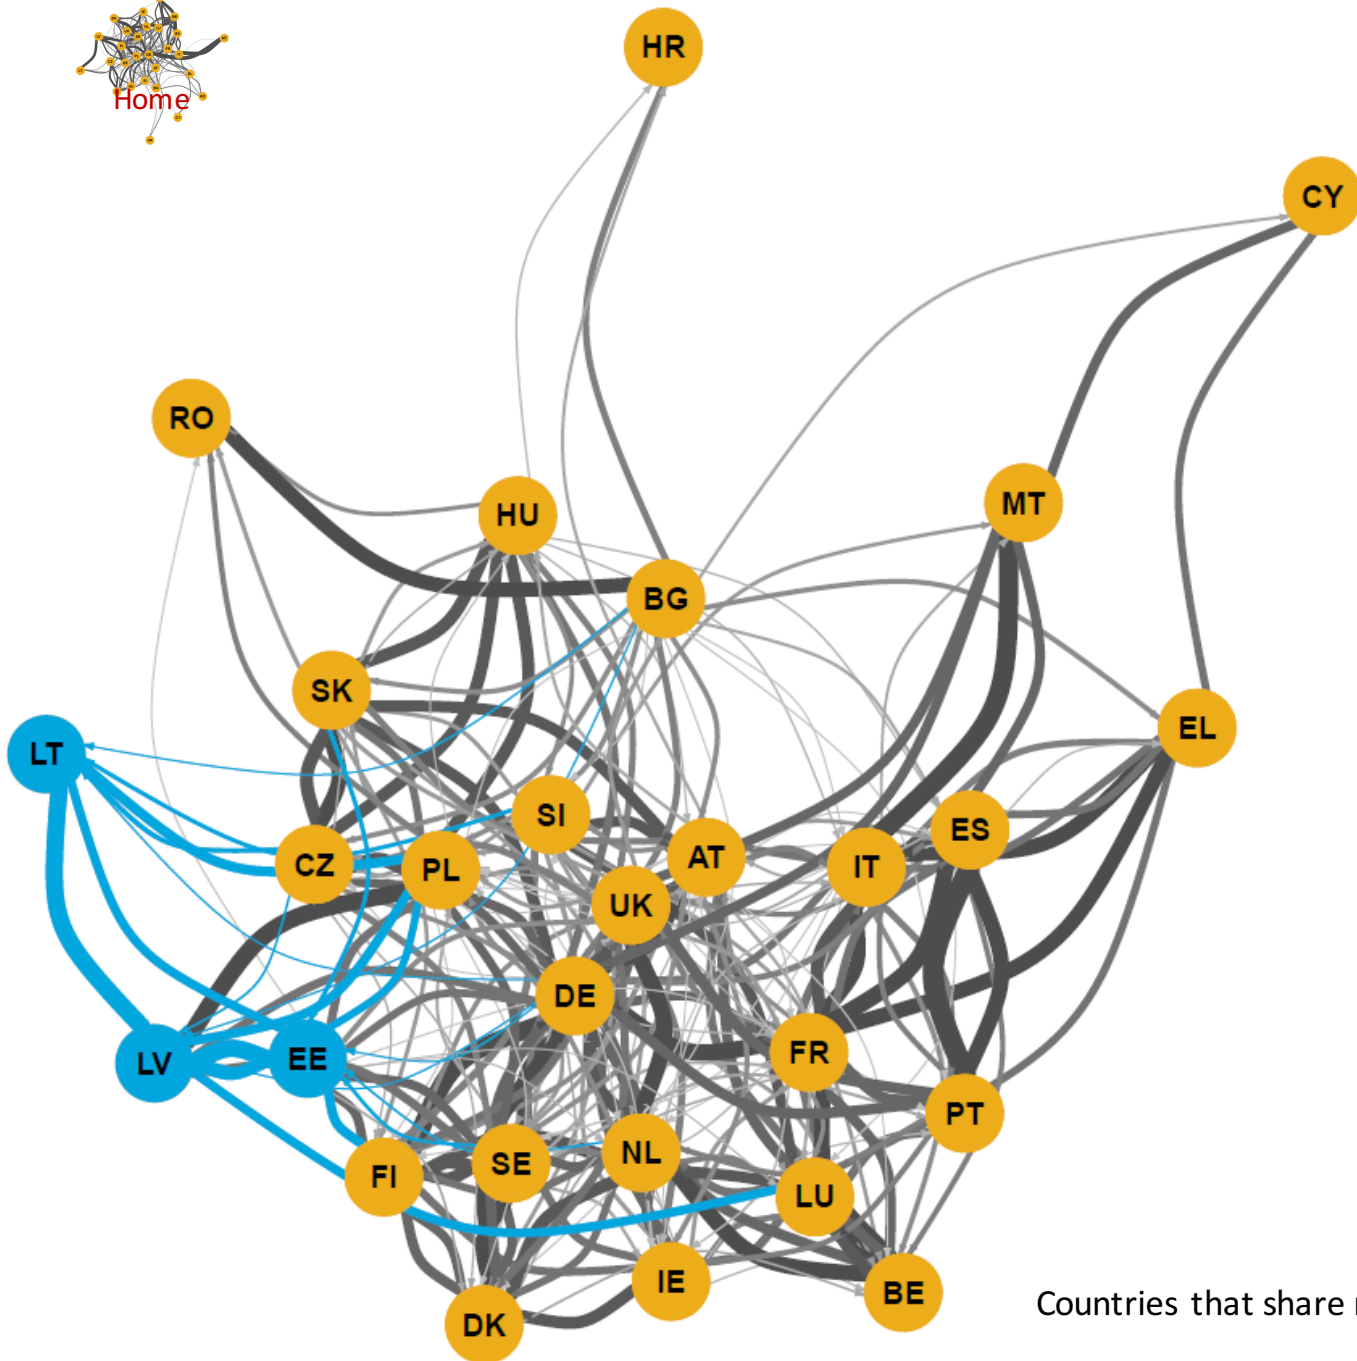 Home
HR
CY
RO
HU
MT
BG
SK
EL
LT
SI
ES
CZ
PL
AT
IT
UK
DE
FR
LV
EE
PT
NL
SE
FI
LU
IE
BE
DK
Countries that share